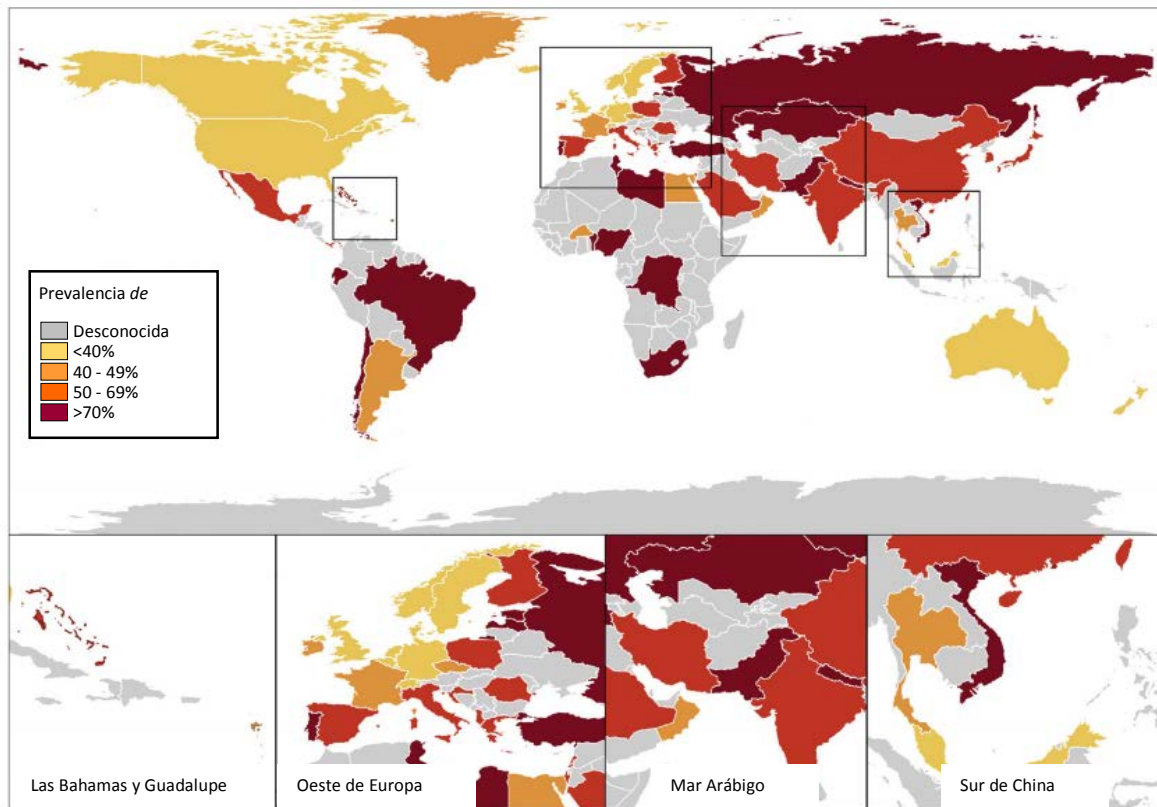 Prevalencia de
Desconocida
<40%
40 - 49%
50 - 69%
>70%
Las Bahamas y Guadalupe
Oeste de Europa
Mar Arábigo
Sur de China